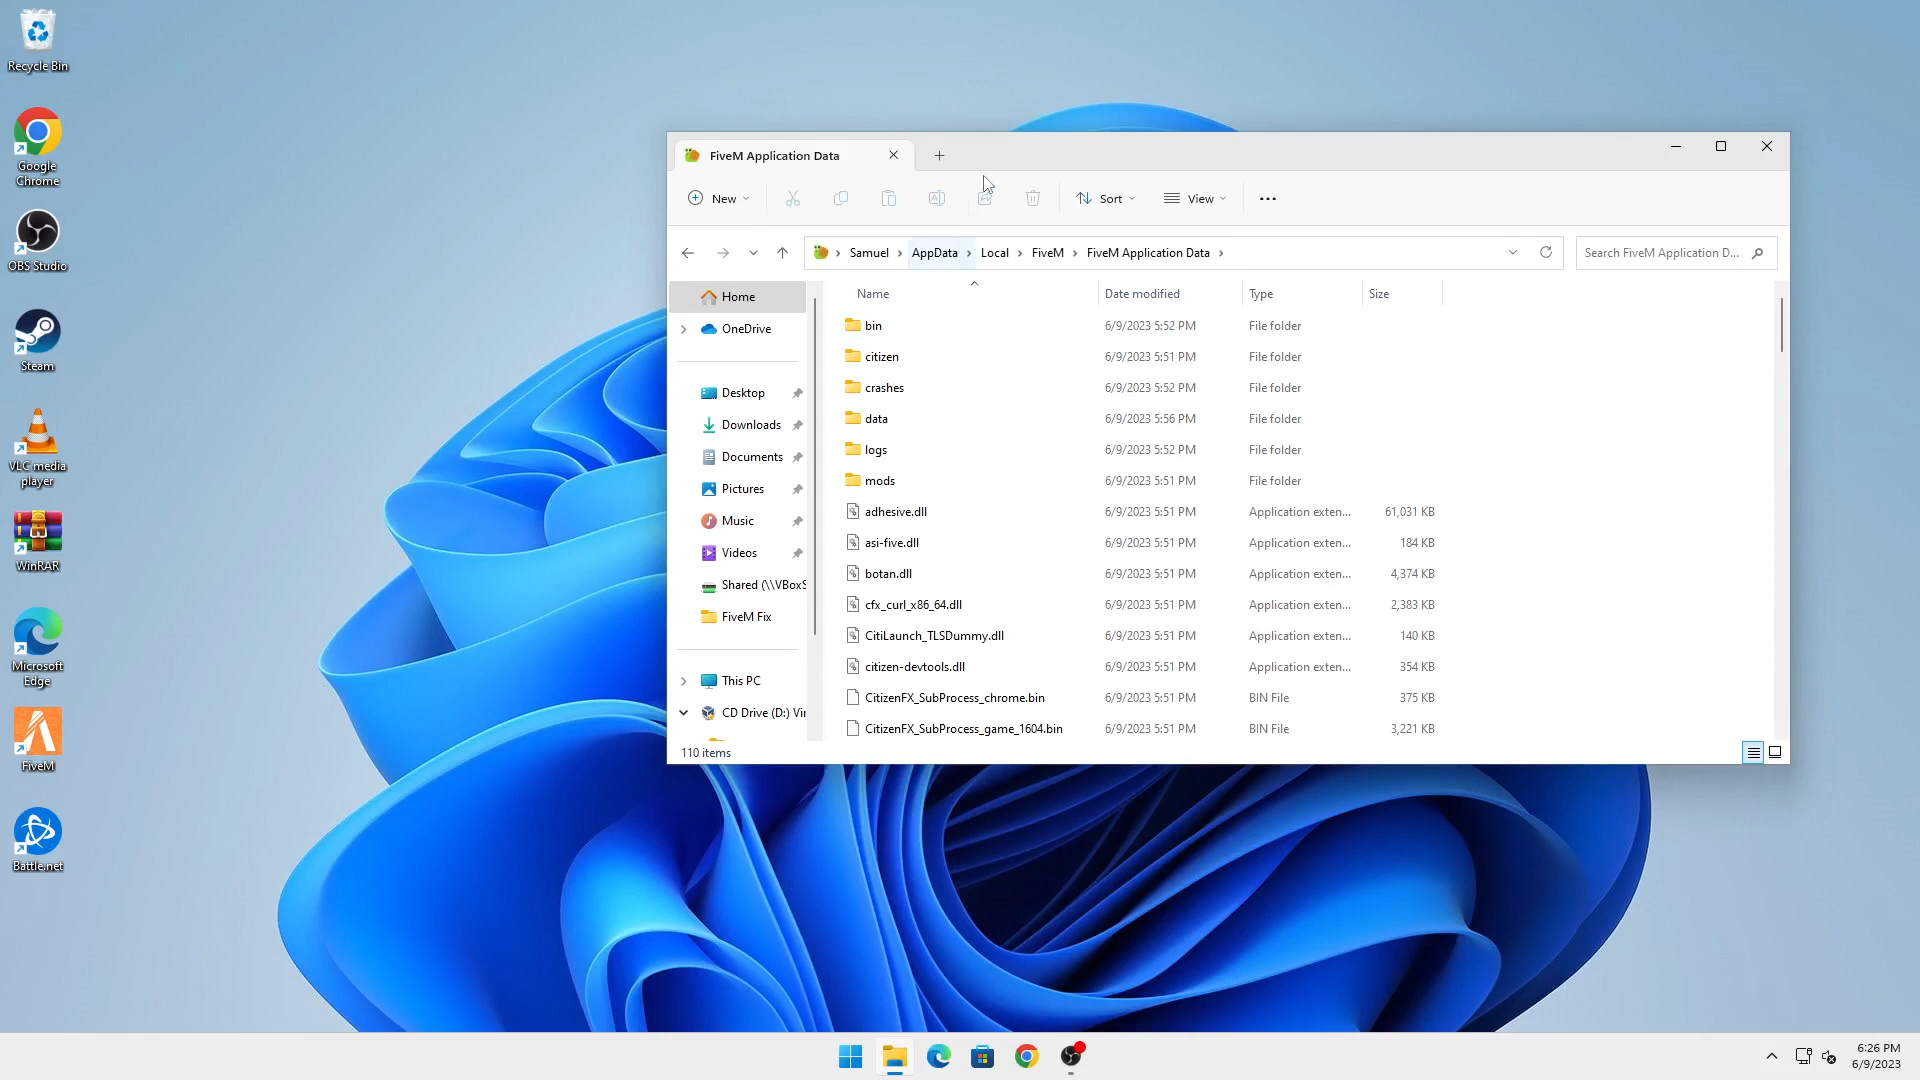 Recycle Bin
Google
Chrome
OBS Studio
Steam
VLC media
player
WinRAR
Microsoft
Edge
FiveM
Battle.net
FiveM Application Data
New
Sort
View
Samuel
AppData
Local
FiveM
FiveM Application Data
Search FiveM Application D...
Home
OneDrive
Desktop
Downloads
Documents
Pictures
Music
Videos
Shared (\\VBoxS
FiveM Fix
This PC
CD Drive (D:) Vir
Name Date modified Type Size
bin 6/9/2023 5:52 PM File folder
citizen 6/9/2023 5:51 PM File folder
crashes 6/9/2023 5:52 PM File folder
data 6/9/2023 5:56 PM File folder
logs 6/9/2023 5:52 PM File folder
mods 6/9/2023 5:51 PM File folder
adhesive.dll 6/9/2023 5:51 PM Application exten... 61,031 KB
asi-five.dll 6/9/2023 5:51 PM Application exten... 184 KB
botan.dll 6/9/2023 5:51 PM Application exten... 4,374 KB
cfx_curl_x86_64.dll 6/9/2023 5:51 PM Application exten... 2,383 KB
CitiLaunch_TLSDummy.dll 6/9/2023 5:51 PM Application exten... 140 KB
citizen-devtools.dll 6/9/2023 5:51 PM Application exten... 354 KB
CitizenFX_SubProcess_chrome.bin 6/9/2023 5:51 PM BIN File 375 KB
CitizenFX_SubProcess_game_1604.bin 6/9/2023 5:51 PM BIN File 3,221 KB
110 items
6:26 PM
6/9/2023